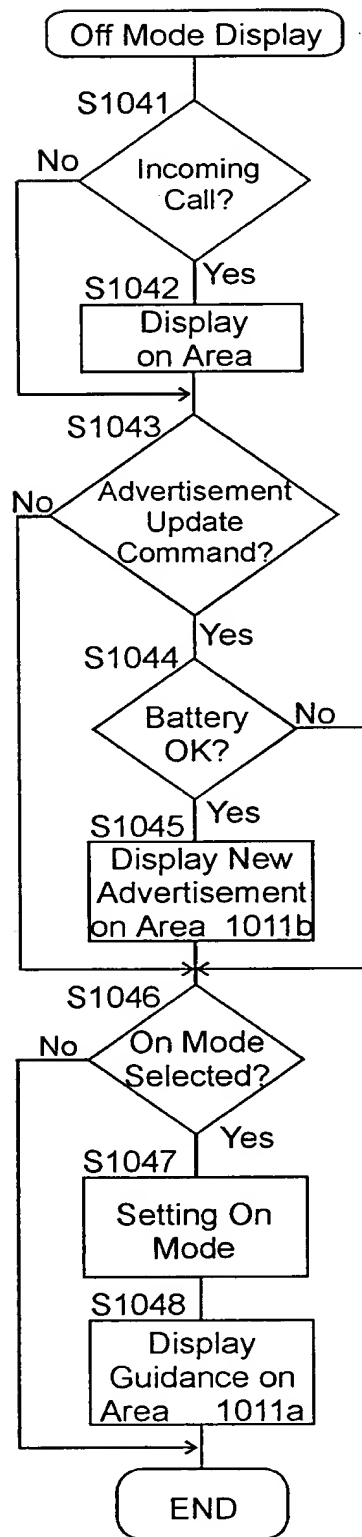 Off Mode Display
S1041
No
Incoming
Call?
Yes
S1042
Display
on Area
S1043
No
Advertisement
Update
Command?
Yes
S1044
Battery
OK?
No
Yes
S1045
Display New
Advertisement
on Area 1011b
S1046
No
On Mode
Selected?
Yes
S1047
Setting On
Mode
S1048
Display
Guidance on
Area 1011a
END